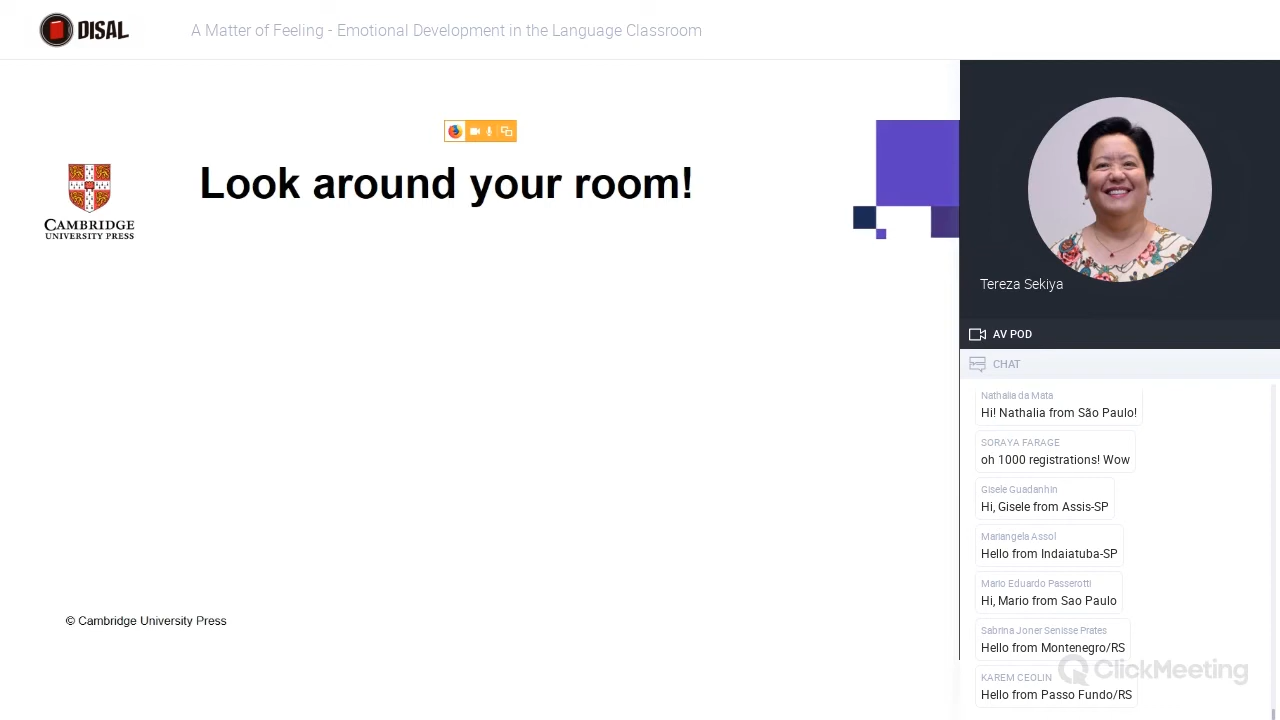 DISAL
A Matter of Feeling - Emotional Development in the Language Classroom
Look around your room!
CAMBRIDGE
UNIVERSITY PRESS
© Cambridge University Press
Tereza Sekiya
AV POD
CHAT
Nathalia da Mata
Hi! Nathalia from São Paulo!
SORAYA FARAGE
oh 1000 registrations! Wow
Gisele Guadanhin
Hi, Gisele from Assis-SP
Mariangela Assol
Hello from Indaiatuba-SP
Mario Eduardo Passerotti
Hi, Mario from Sao Paulo
Sabrina Joner Senisse Prates
Hello from Montenegro/RS
KAREM CEOLIN
Hello from Passo Fundo/RS
ClickMeeting